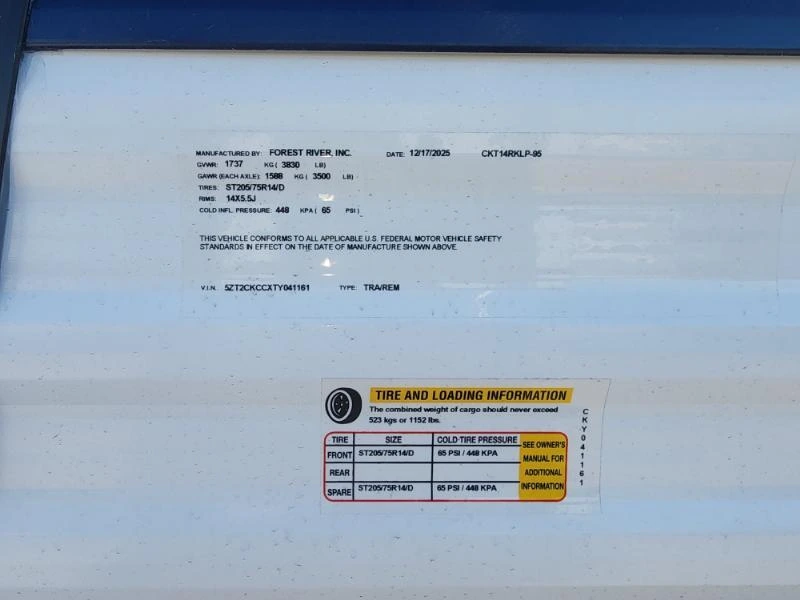 MANUFACTURED BY: FOREST RIVER, INC. DATE: 12/17/2025 CKT14RKLP-95
GVWR: 1737 KG ( 3830 LB)
GAWR (EACH AXLE): 1588 KG ( 3500 LB)
TIRES: ST205/75R14/D
RIMS: 14X5.5J
COLD INFL. PRESSURE: 448 KPA ( 65 PSI )
THIS VEHICLE CONFORMS TO ALL APPLICABLE U.S. FEDERAL MOTOR VEHICLE SAFETY
STANDARDS IN EFFECT ON THE DATE OF MANUFACTURE SHOWN ABOVE.
V.I.N. 5ZT2CKCCXTY041161 TYPE: TRA/REM
TIRE AND LOADING INFORMATION
The combined weight of cargo should never exceed
523 kgs or 1152 lbs.
TIRE SIZE COLD TIRE PRESSURE
FRONT ST205/75R14/D 65 PSI / 448 KPA
REAR
SPARE ST205/75R14/D 65 PSI / 448 KPA
SEE OWNER'S
MANUAL FOR
ADDITIONAL
INFORMATION
CKY041161